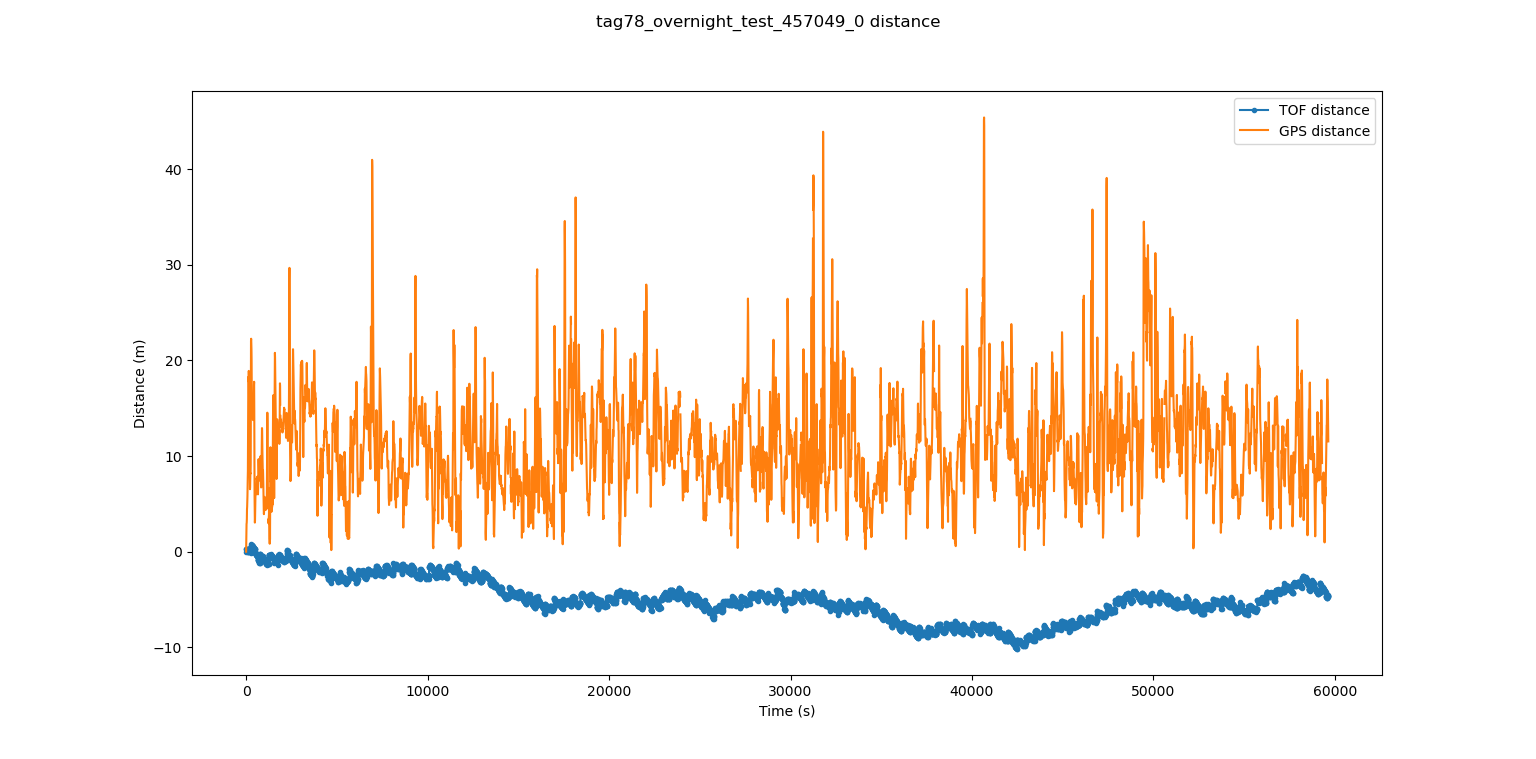 tag78_overnight_test_457049_0 distance
TOF distance
GPS distance
Distance (m)
40
30
20
10
0
−10
0 10000 20000 30000 40000 50000 60000
Time (s)